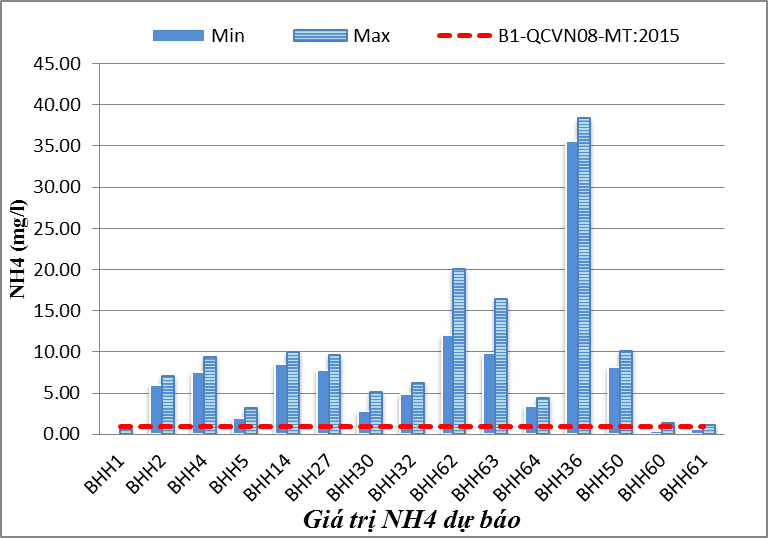 Min Max B1-QCVN08-MT:2015
45.00
40.00
35.00
30.00
25.00
20.00
15.00
10.00
5.00
0.00
NH4 (mg/l)
BHH1 BHH2 BHH4 BHH5 BHH14 BHH27 BHH30 BHH32 BHH62 BHH63 BHH64 BHH36 BHH50 BHH60 BHH61
Giá trị NH4 dự báo